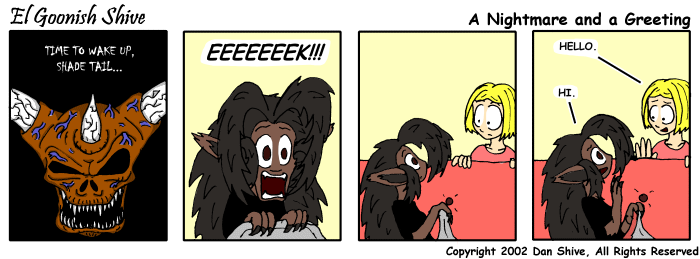 El Goonish Shive
A Nightmare and a Greeting
TIME TO WAKE UP,
SHADE TAIL...
EEEEEEEK!!!
HELLO.
HI.
Copyright 2002 Dan Shive, All Rights Reserved